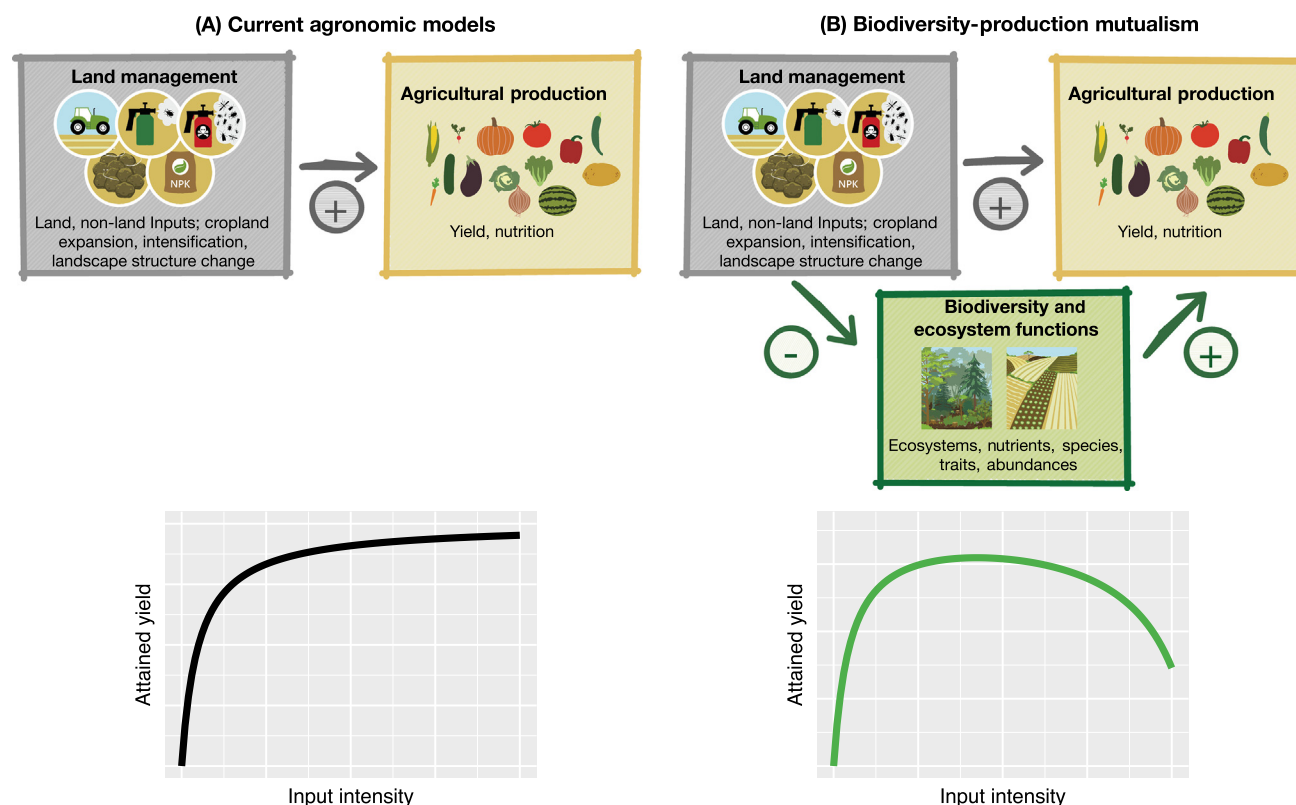 (A) Current agronomic models
Land management
NPK
Land, non-land Inputs; cropland
expansion, intensification,
landscape structure change
+
Agricultural production
Yield, nutrition
(B) Biodiversity-production mutualism
Land management
NPK
Land, non-land Inputs; cropland
expansion, intensification,
landscape structure change
+
Agricultural production
Yield, nutrition
-
Biodiversity and
ecosystem functions
Ecosystems, nutrients, species,
traits, abundances
+
Attained yield
Input intensity
Attained yield
Input intensity